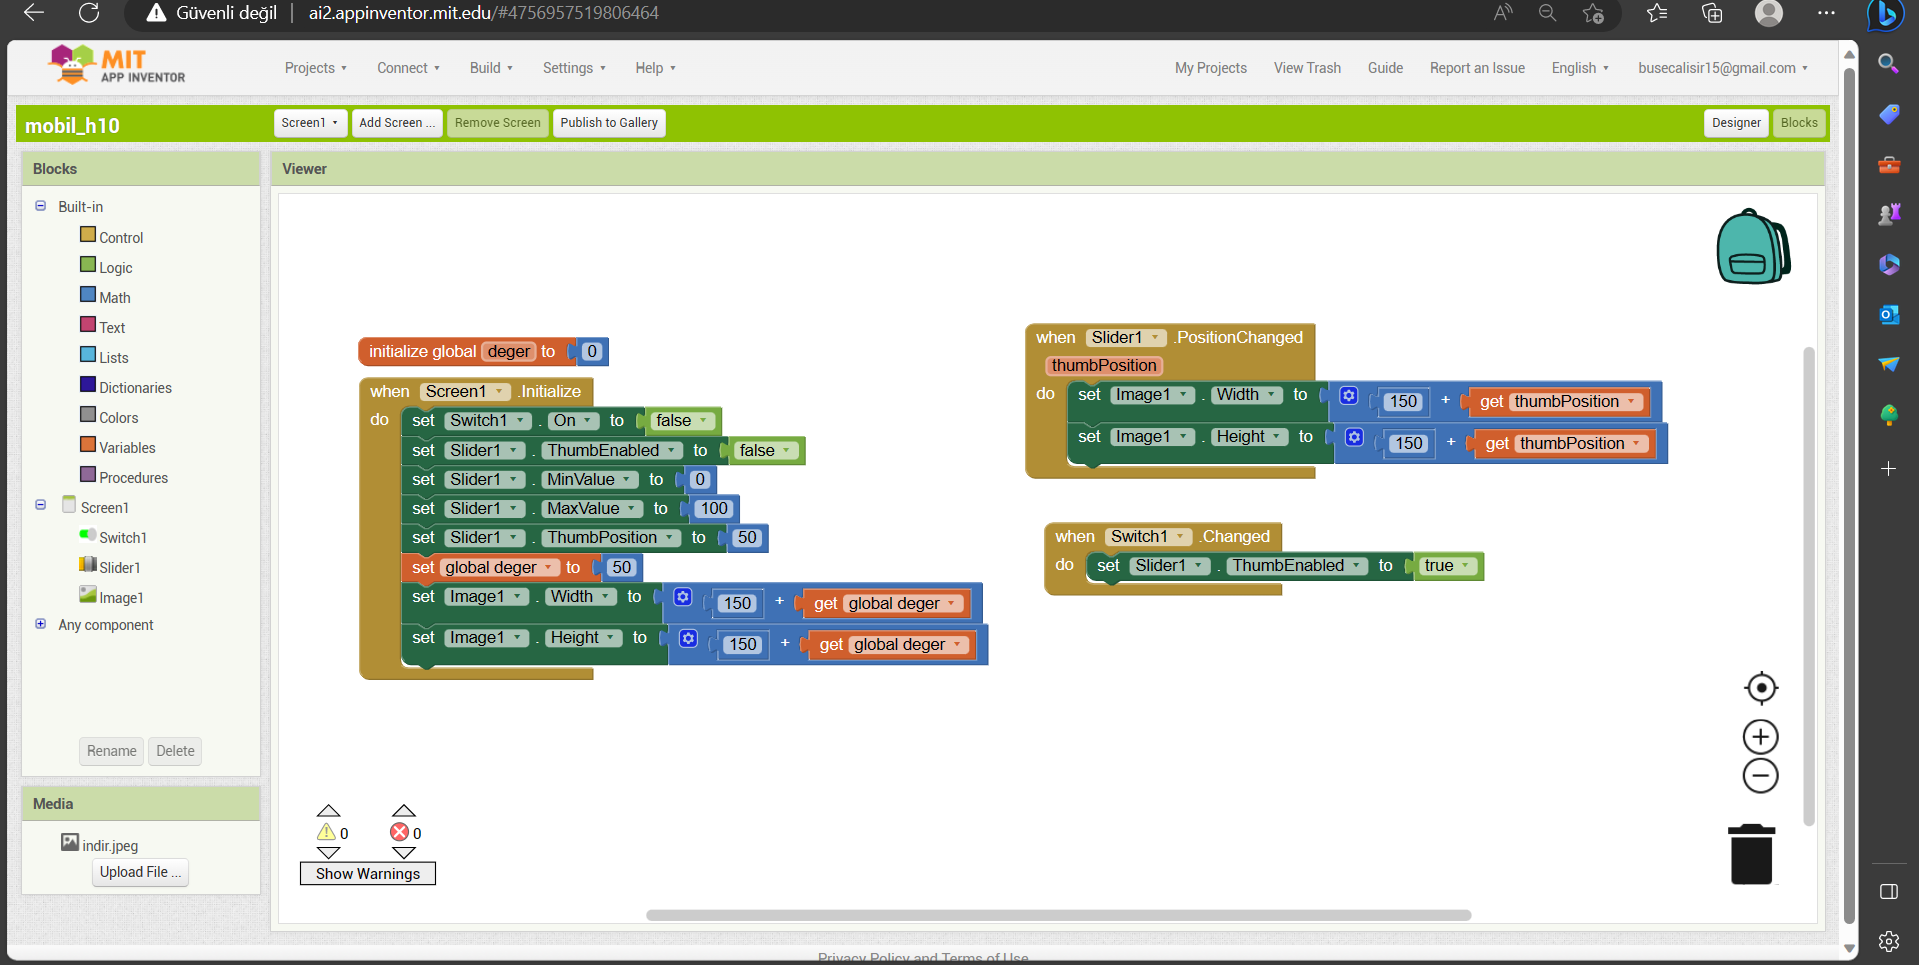 Güvenli değil
ai2.appinventor.mit.edu/#4756957519806464
MIT
APP INVENTOR
Projects
Connect
Build
Settings
Help
My Projects
View Trash
Guide
Report an Issue
English
busecalisir15@gmail.com
mobil_h10
Screen1
Add Screen ...
Remove Screen
Publish to Gallery
Designer
Blocks
Blocks
Built-in
Control
Logic
Math
Text
Lists
Dictionaries
Colors
Variables
Procedures
Screen1
Switch1
Slider1
Image1
Any component
Rename
Delete
Media
indir.jpeg
Upload File ...
Viewer
initialize global deger to 0
when Screen1 .Initialize
do set Switch1 . On to false
set Slider1 . ThumbEnabled to false
set Slider1 . MinValue to 0
set Slider1 . MaxValue to 100
set Slider1 . ThumbPosition to 50
set global deger to 50
set Image1 . Width to 150 + get global deger
set Image1 . Height to 150 + get global deger
when Slider1 .PositionChanged
thumbPosition
do set Image1 . Width to 150 + get thumbPosition
set Image1 . Height to 150 + get thumbPosition
when Switch1 .Changed
do set Slider1 . ThumbEnabled to true
0
0
Show Warnings
Privacy Policy and Terms of Use